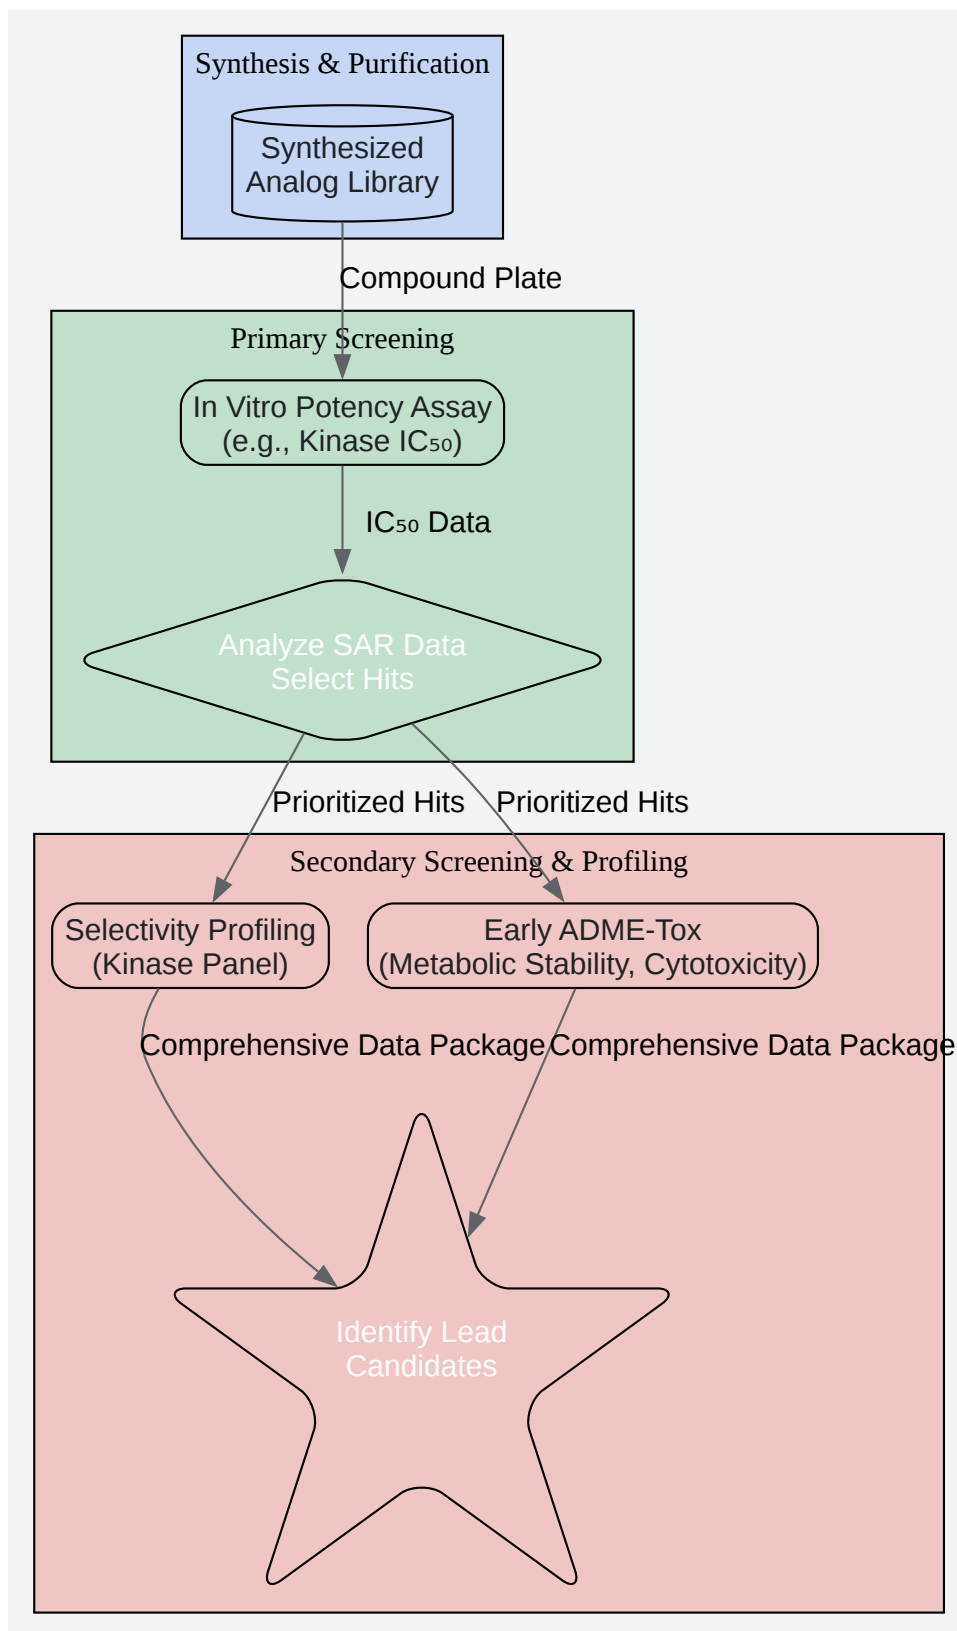 Synthesis & Purification
Synthesized
Analog Library
Compound Plate
Primary Screening
In Vitro Potency Assay
(e.g., Kinase IC₅₀)
IC₅₀ Data
Analyze SAR Data
Select Hits
Prioritized Hits
Prioritized Hits
Secondary Screening & Profiling
Selectivity Profiling
(Kinase Panel)
Early ADME-Tox
(Metabolic Stability, Cytotoxicity)
Comprehensive Data Package
Comprehensive Data Package
Identify Lead
Candidates